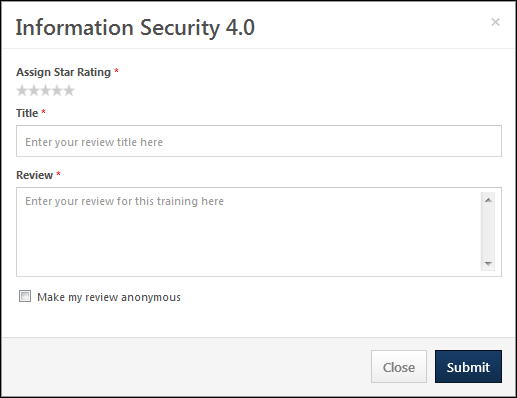 Information Security 4.0
×
Assign Star Rating *
Title *
Enter your review title here
Review *
Enter your review for this training here
Make my review anonymous
Close
Submit